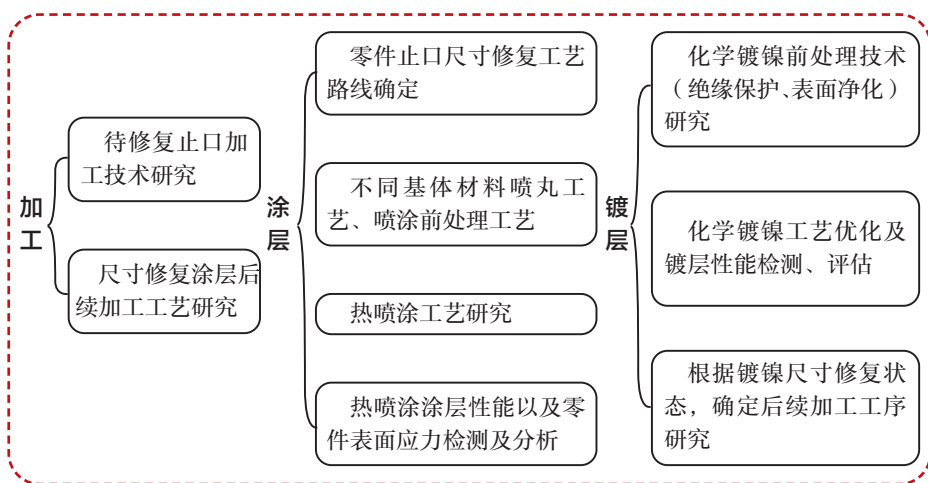 加工
待修复止口加
工技术研究
尺寸修复涂层后
续加工工艺研究
涂层
零件止口尺寸修复工艺
路线确定
不同基体材料喷丸工
艺、喷涂前处理工艺
热喷涂工艺研究
热喷涂涂层性能以及零
件表面应力检测及分析
镀层
化学镀镍前处理技术
（绝缘保护、表面净化）
研究
化学镀镍工艺优化及
镀层性能检测、评估
根据镀镍尺寸修复状
态，确定后续加工工序
研究